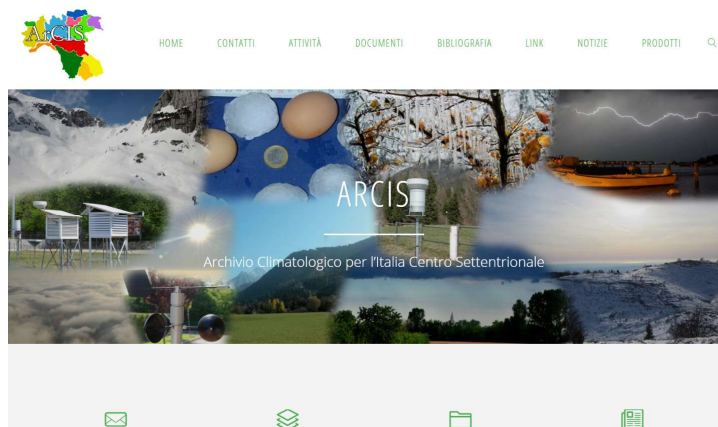 ArCIS
HOME
CONTATTI
ATTIVITÀ
DOCUMENTI
BIBLIOGRAFIA
LINK
NOTIZIE
PRODOTTI
ARCIS
Archivio Climatologico per l'Italia Centro Settentrionale